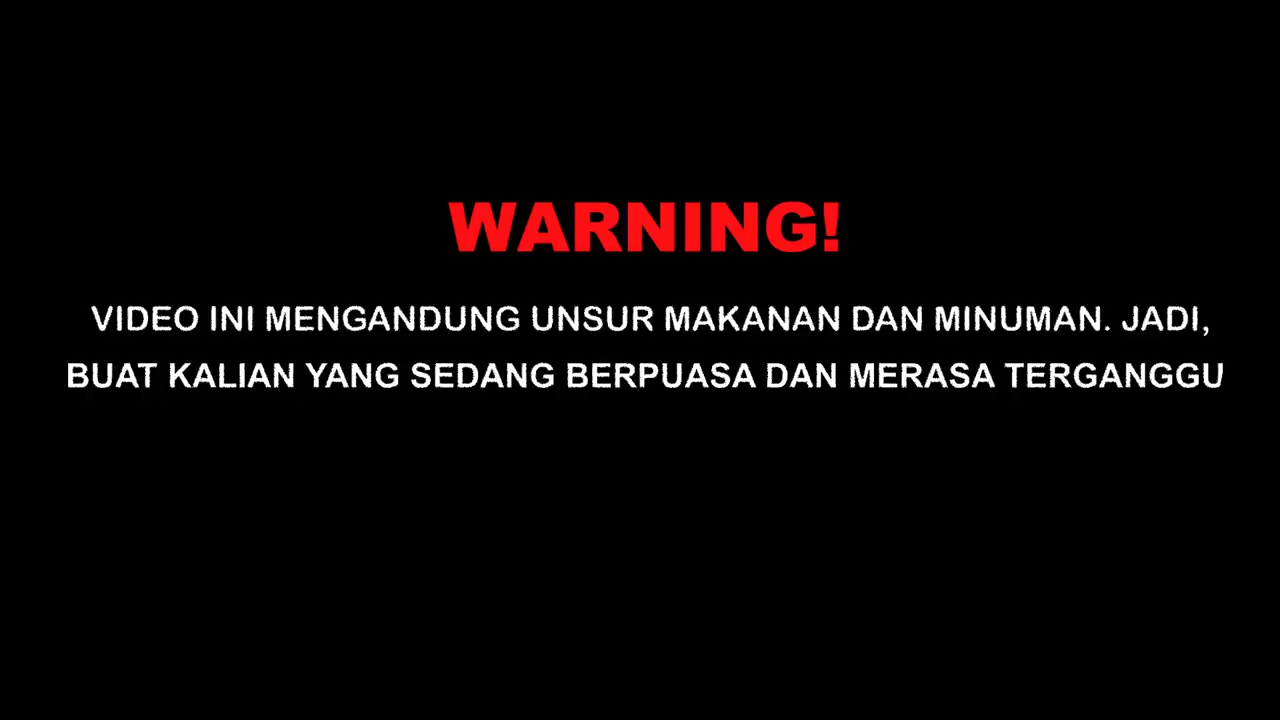 WARNING!
VIDEO INI MENGANDUNG UNSUR MAKANAN DAN MINUMAN. JADI,
BUAT KALIAN YANG SEDANG BERPUASA DAN MERASA TERGANGGU